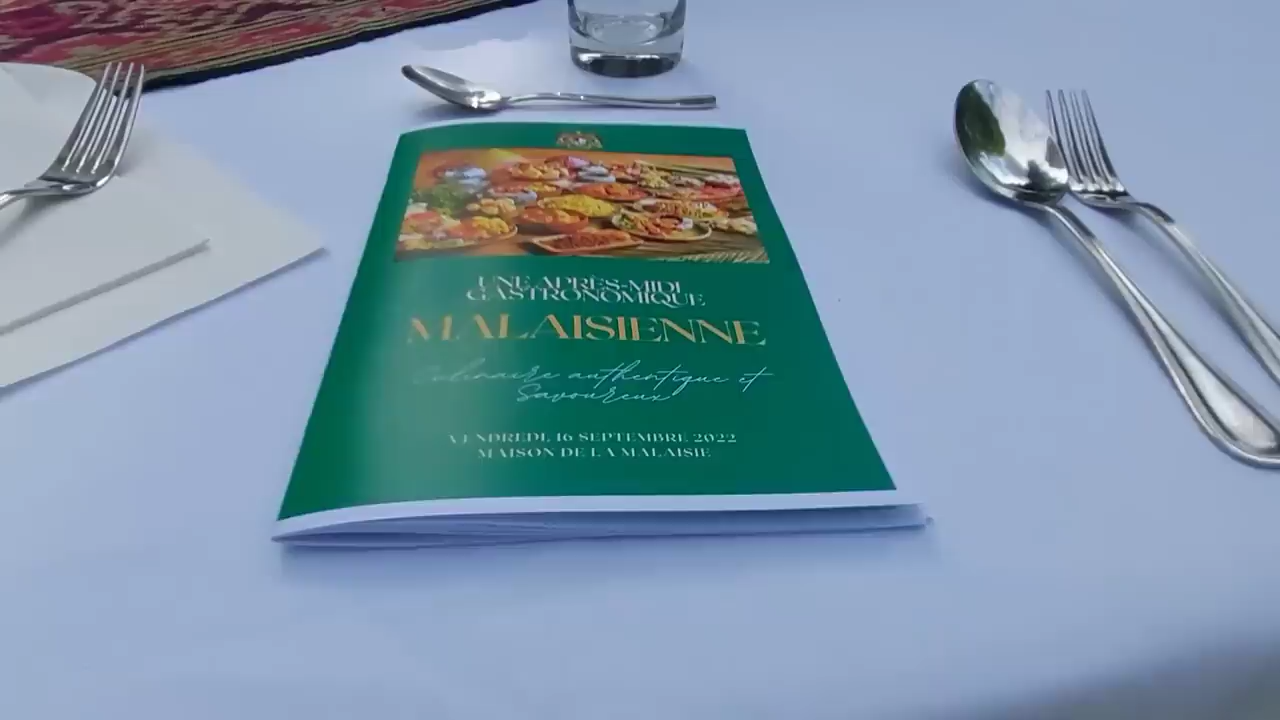 UNE APRÈS-MIDI
GASTRONOMIQUE
MALAISIENNE
Culinaire authentique et
Savoureux
VENDREDI, 16 SEPTEMBRE 2022
MAISON DE LA MALAISIE